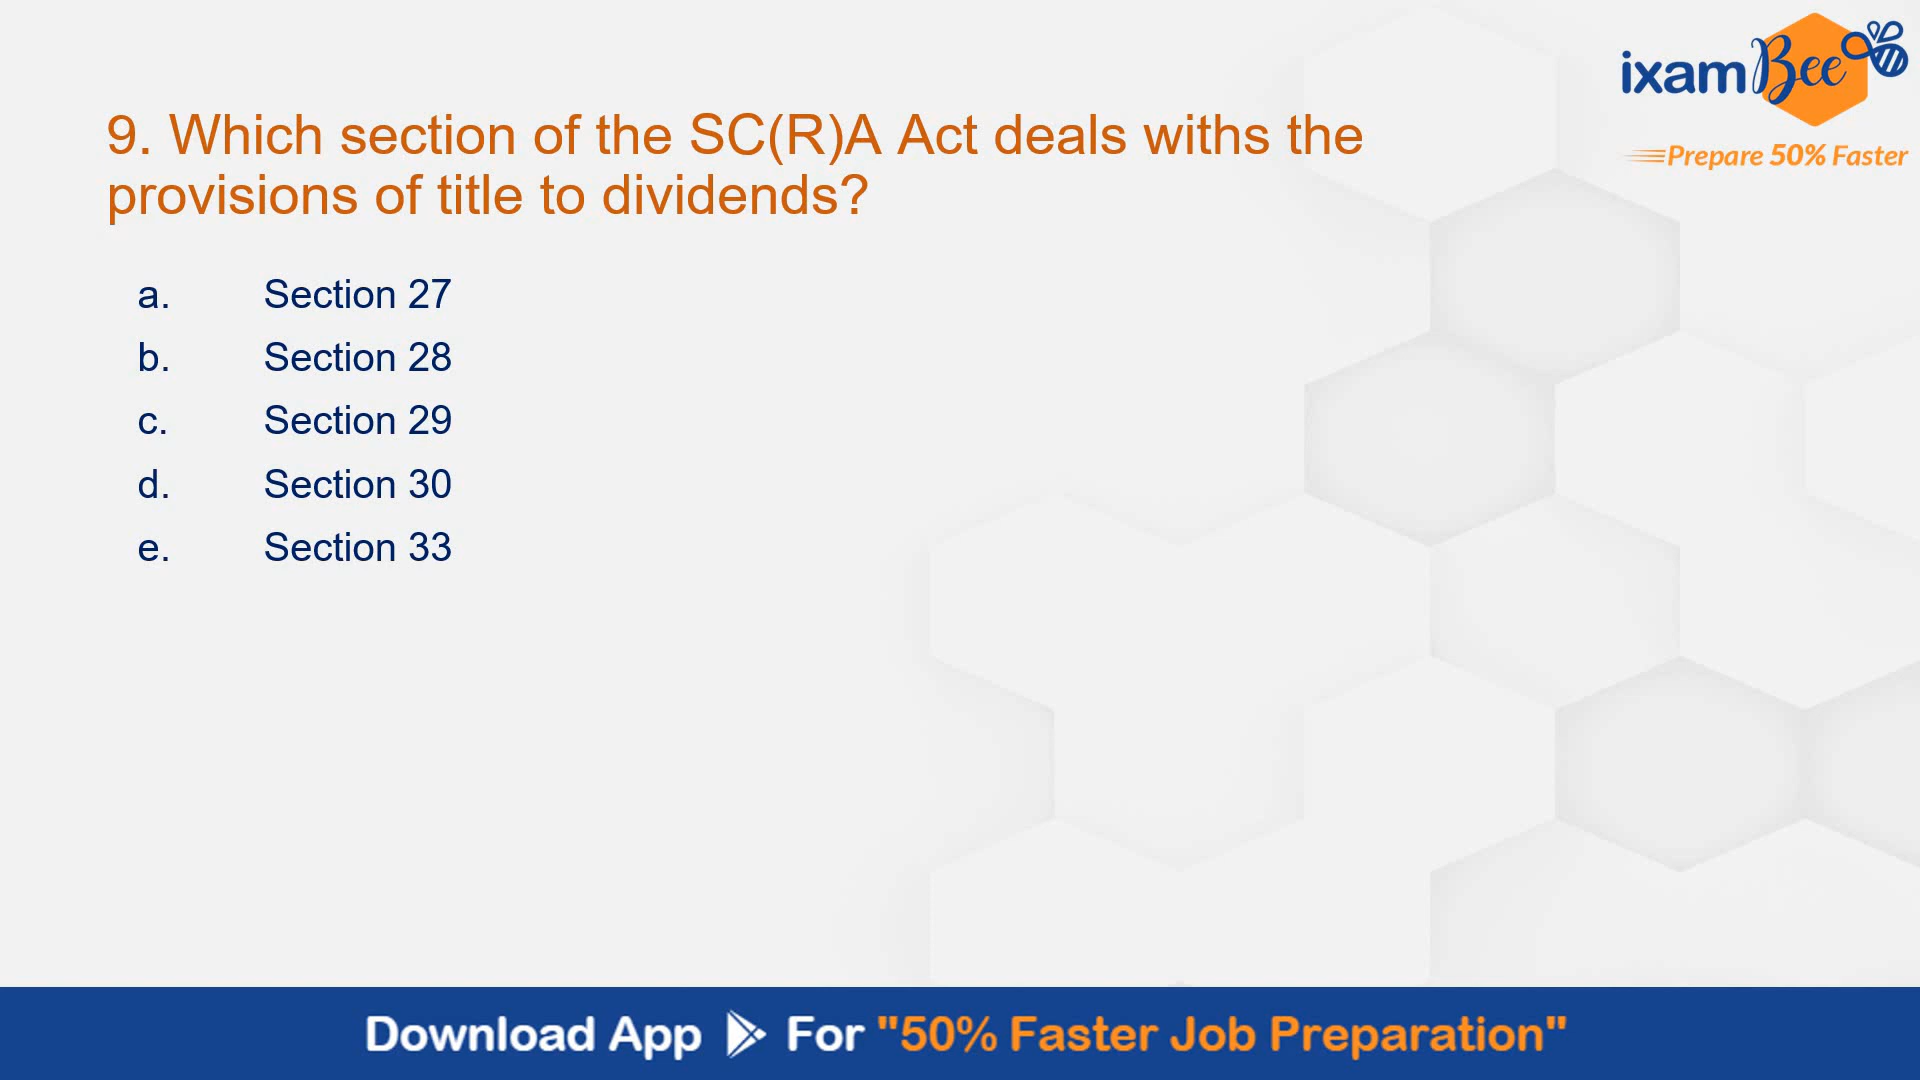 ixamBee
Prepare 50% Faster
9. Which section of the SC(R)A Act deals withs the
provisions of title to dividends?
a. Section 27
b. Section 28
c. Section 29
d. Section 30
e. Section 33
Download App For "50% Faster Job Preparation"